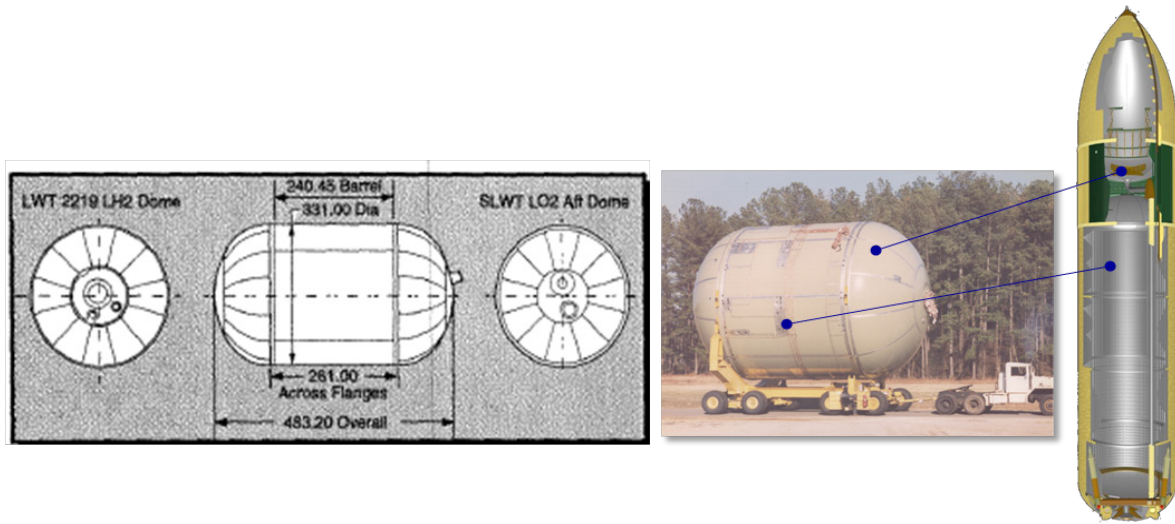 LWT 2219 LH2 Dome
240.45 Barrel
331.00 Dia
SLWT LO2 Aft Dome
261.00
Across Flanges
483.20 Overall